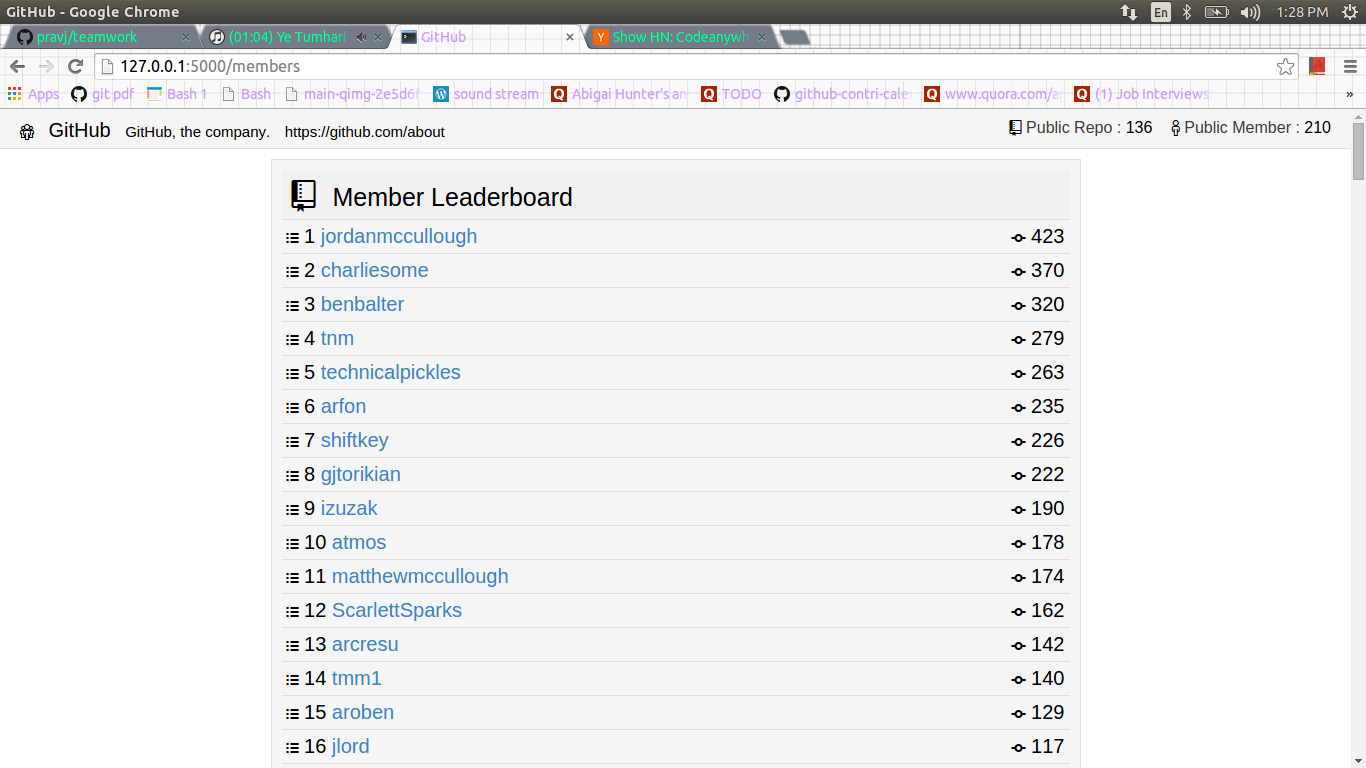 GitHub - Google Chrome En 1:28 PM
pravj/teamwork (01:04) Ye Tumhari GitHub Show HN: Codeanywh
127.0.0.1:5000/members
Apps git pdf Bash 1 Bash main-qimg-2e5d6f sound stream Abigai Hunter's an TODO github-contri-cale www.quora.com/a (1) Job Interviews: »
GitHub GitHub, the company. https://github.com/about Public Repo : 136 Public Member : 210
Member Leaderboard
1 jordanmccullough 423
2 charliesome 370
3 benbalter 320
4 tnm 279
5 technicalpickles 263
6 arfon 235
7 shiftkey 226
8 gjtorikian 222
9 izuzak 190
10 atmos 178
11 matthewmccullough 174
12 ScarlettSparks 162
13 arcresu 142
14 tmm1 140
15 aroben 129
16 jlord 117